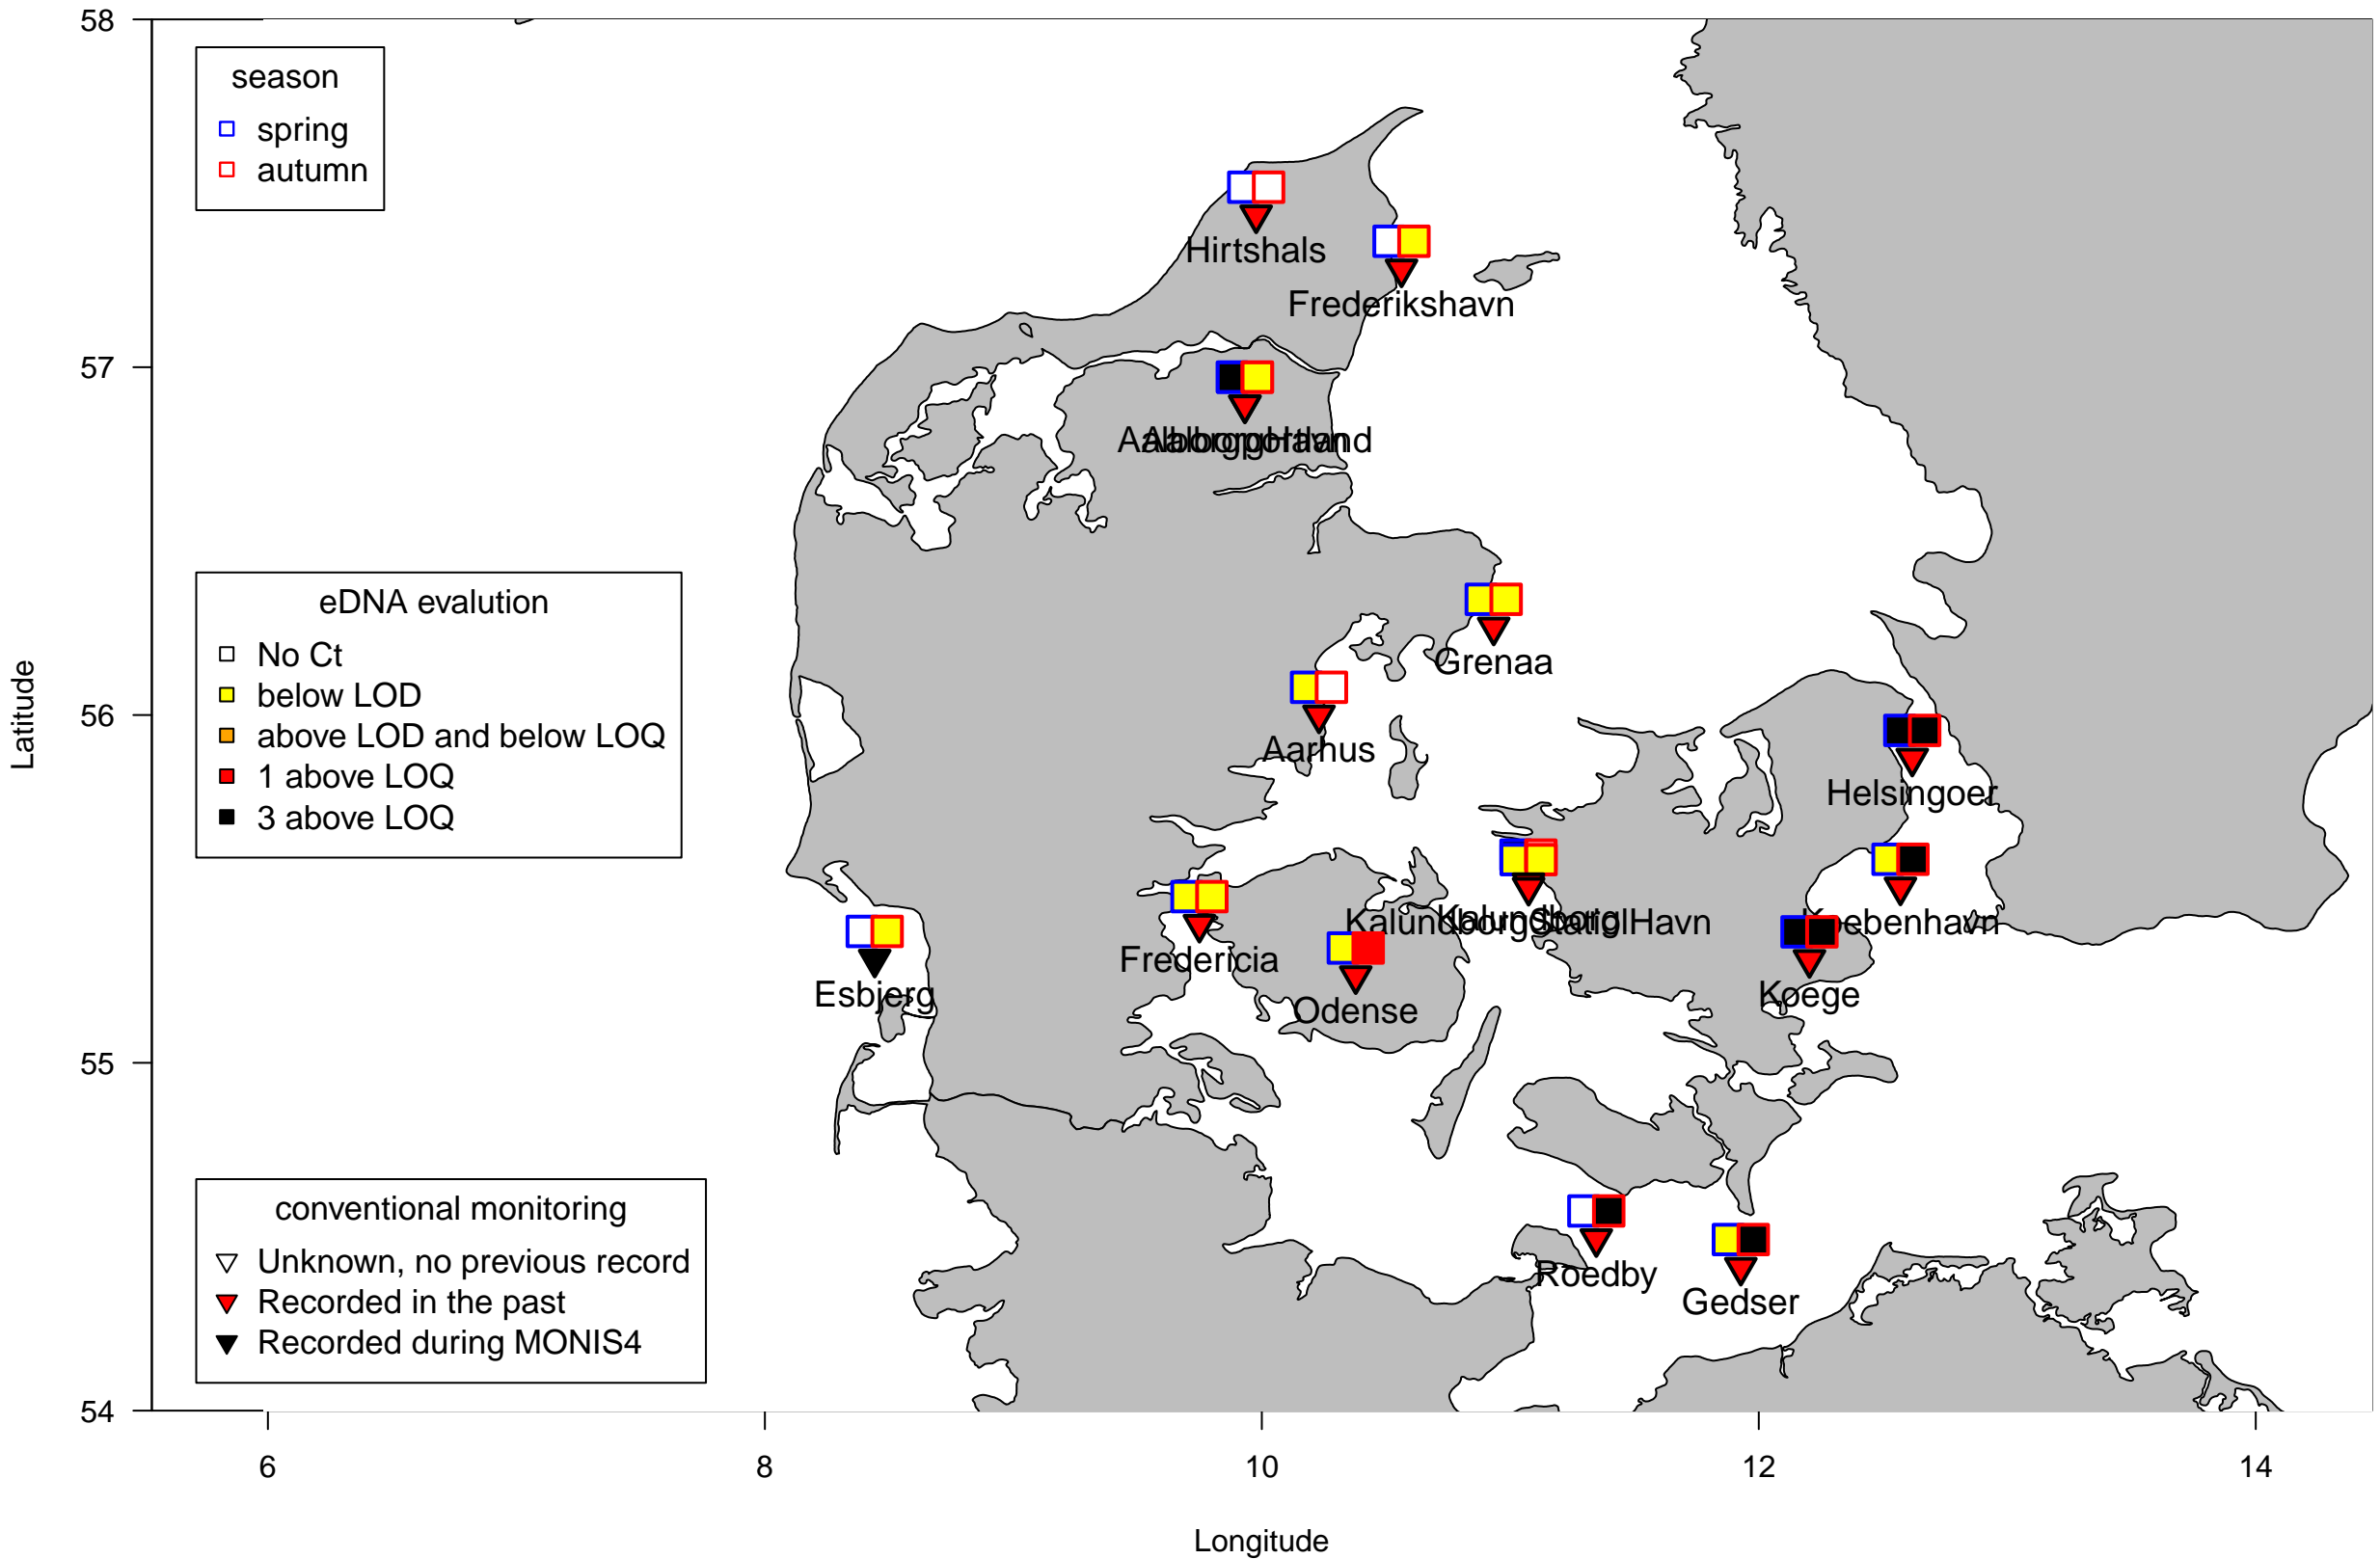 58
season
spring
autumn
Hirtshals
Frederikshavn
57
Grenaa
eDNA evalution
No Ct
below LOD
above LOD and below LOQ
1 above LOQ
3 above LOQ
56
Latitude
Aarhus
Helsingoer
Koebenhavn
Fredericia
Esbjerg
Koege
Odense
55
conventional monitoring
Unknown, no previous record
Recorded in the past
Recorded during MONIS4
Roedby
Gedser
54
6
8
10
12
14
Longitude